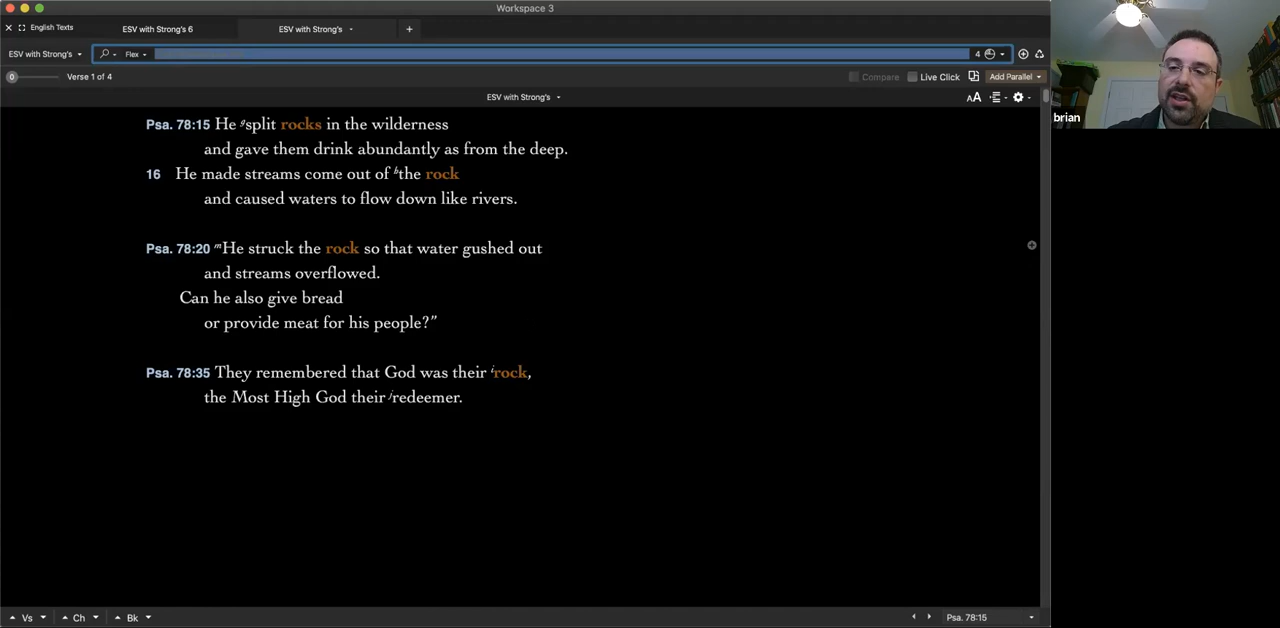 Workspace 3
English Texts
ESV with Strong's 6
ESV with Strong's
+
ESV with Strong's
Flex
4
0
Verse 1 of 4
Compare
Live Click
Add Parallel
ESV with Strong's
AA
brian
Psa. 78:15 He g split rocks in the wilderness
and gave them drink abundantly as from the deep.
16 He made streams come out of h the rock
and caused waters to flow down like rivers.
Psa. 78:20 m He struck the rock so that water gushed out
and streams overflowed.
Can he also give bread
or provide meat for his people?”
Psa. 78:35 They remembered that God was their i rock,
the Most High God their j redeemer.
Vs
Ch
Bk
Psa. 78:15